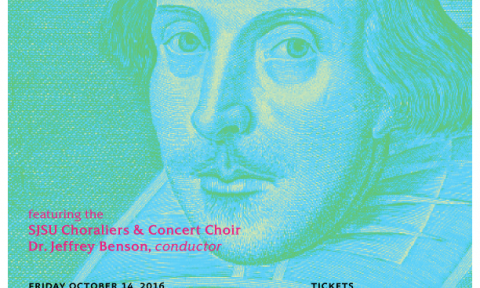 featuring the
SJSU Choraliers & Concert Choir
Dr. Jeffrey Benson, conductor
FRIDAY OCTOBER 14, 2016
TICKETS